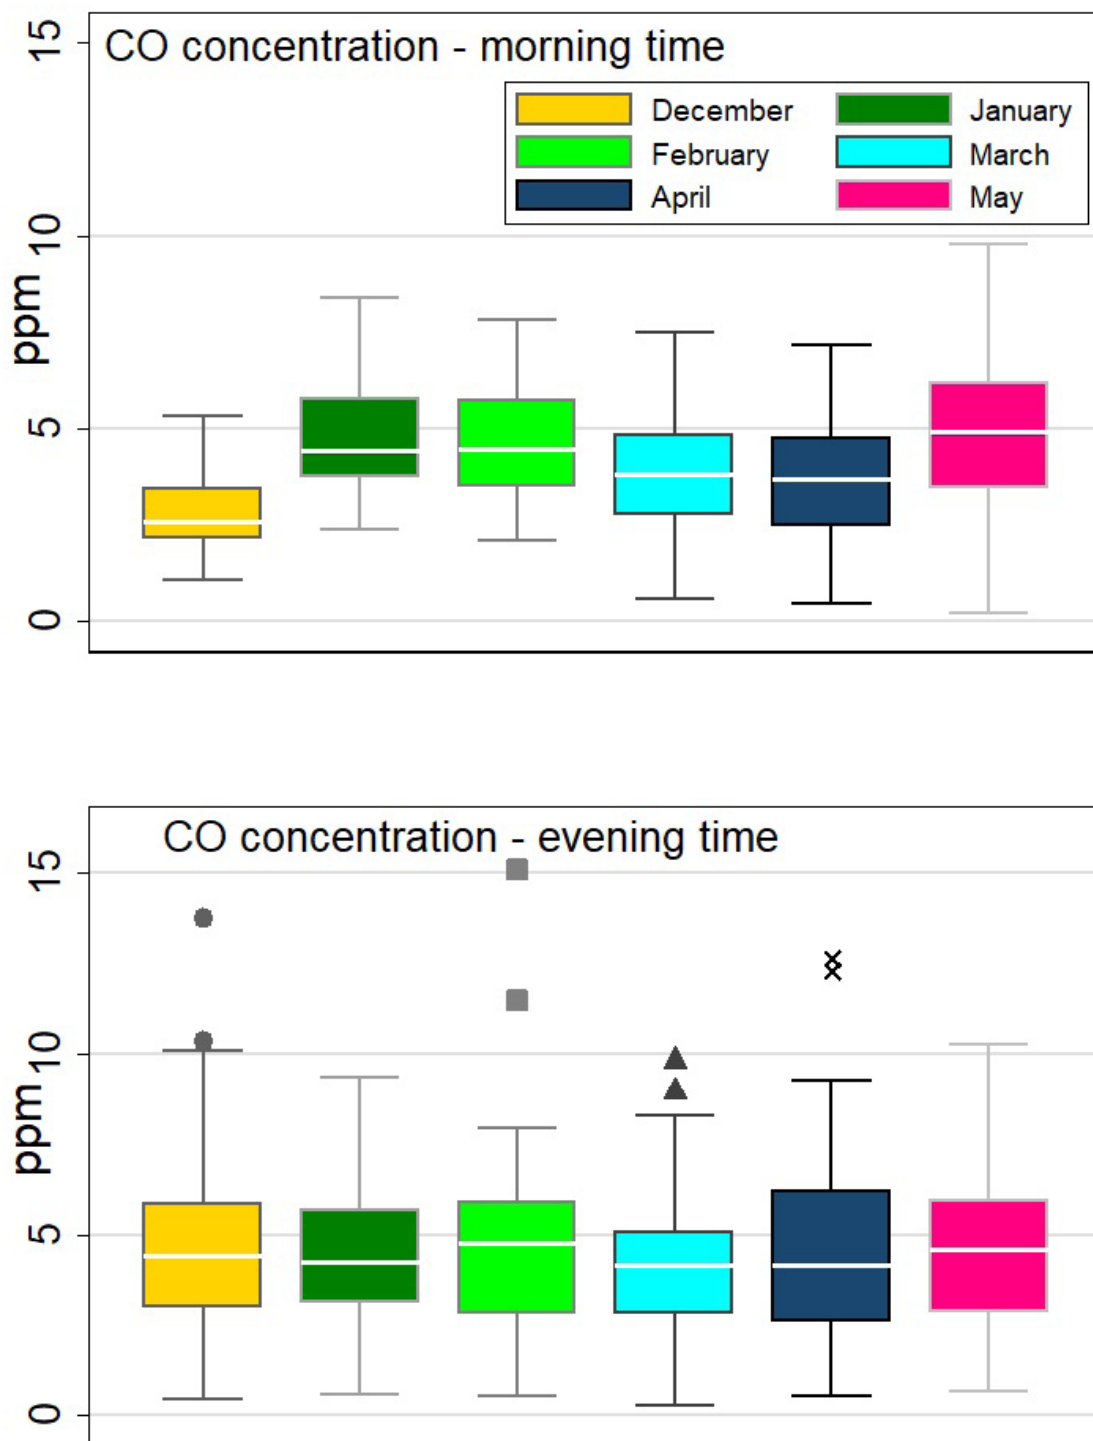 CO concentration - morning time
December
January
February
March
April
May
15
10
5
0
ppm
CO concentration - evening time
15
10
5
0
ppm